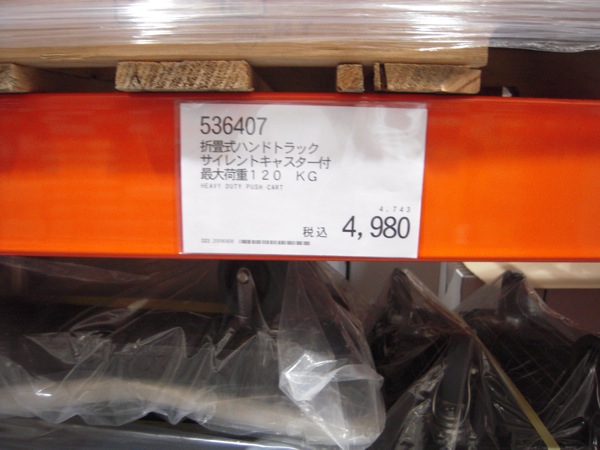 536407
折畳式ハンドトラック
サイレントキャスター付
最大荷重120 KG
HEAVY DUTY PUSH CART
4,743
税込 4,980